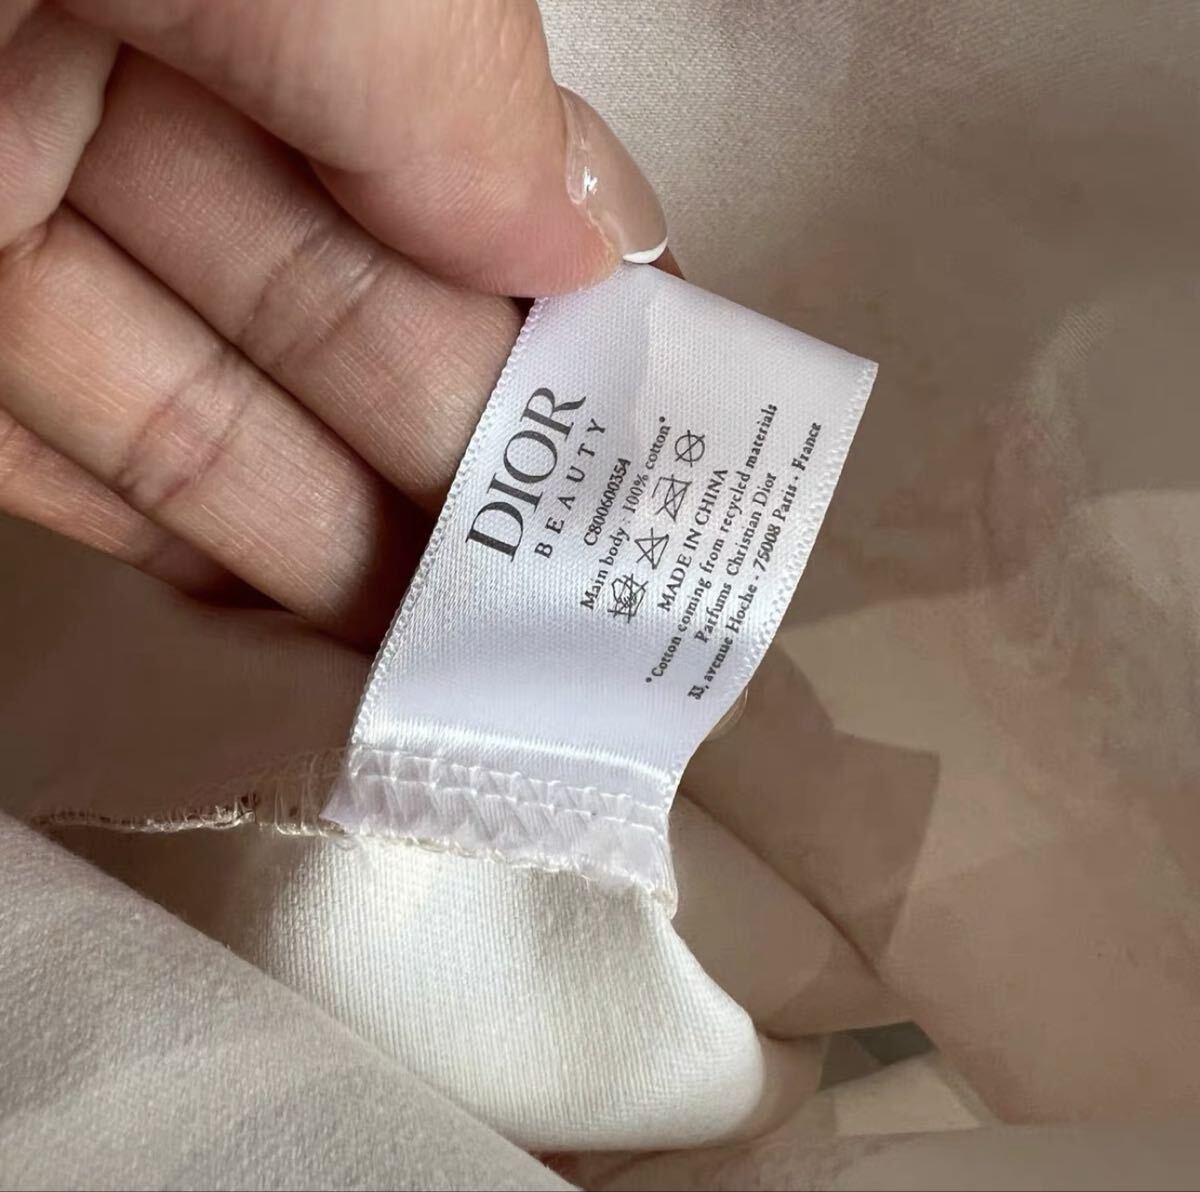 DIOR
BEAUTY
C800600354
Main body: 100% cotton*
MADE IN CHINA
*Cotton coming from recycled materials
Parfums Christian Dior
33, avenue Hoche - 75008 Paris - France